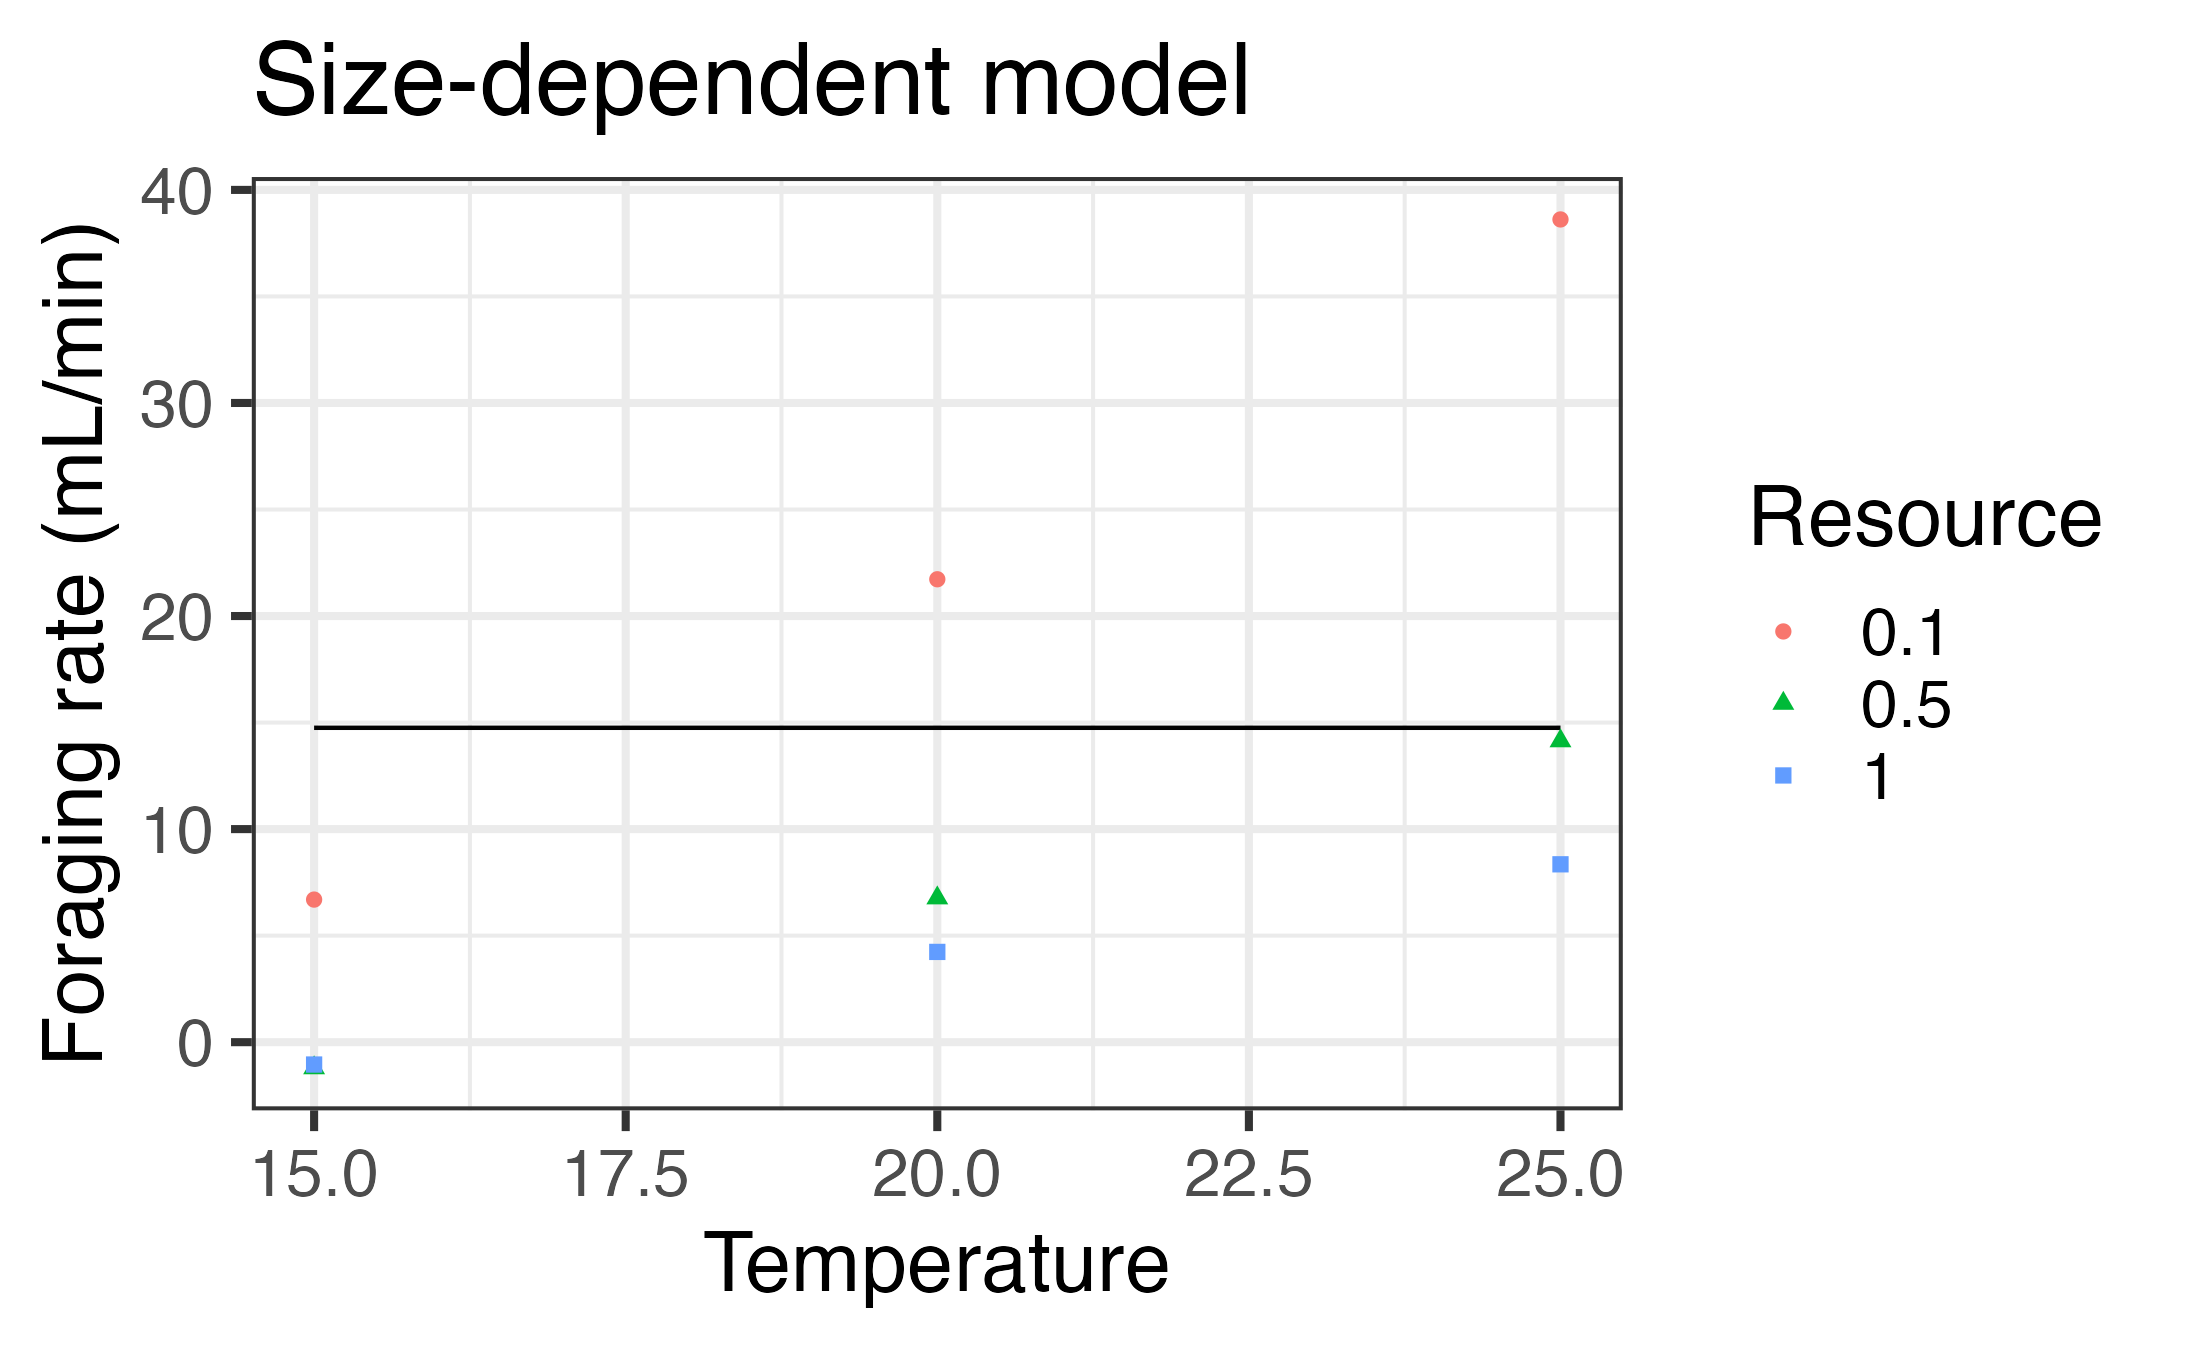 Size-dependent model
Foraging rate (mL/min)
40
30
20
10
0
15.0 17.5 20.0 22.5 25.0
Temperature
Resource
0.1
0.5
1